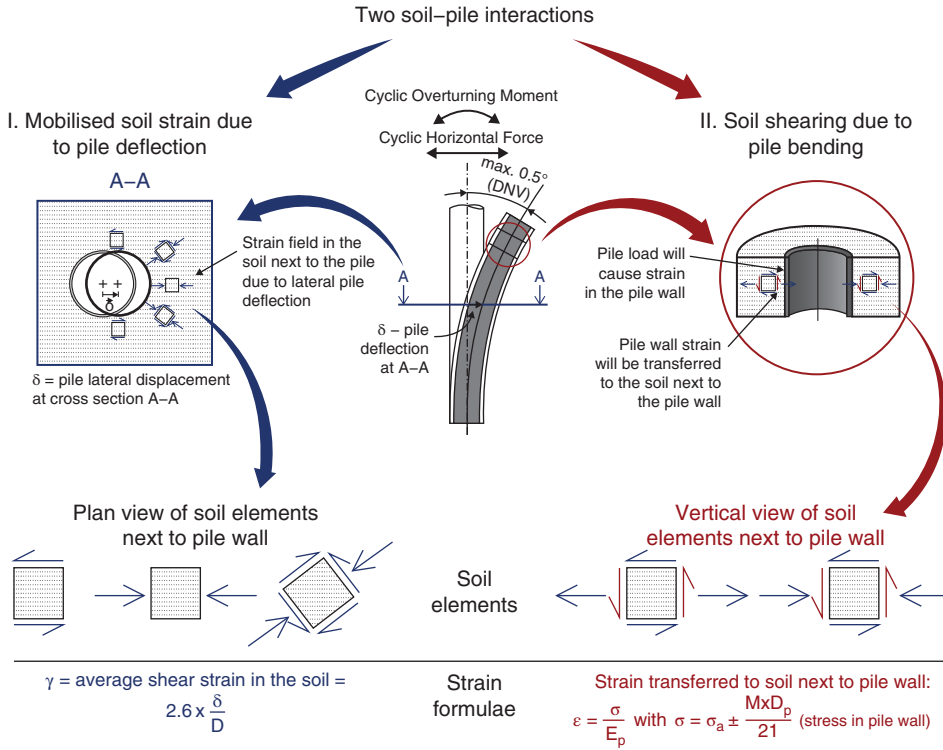 Two soil–pile interactions
I. Mobilised soil strain due
to pile deflection
A–A
δ
Strain field in the
soil next to the pile
due to lateral pile
deflection
δ = pile lateral displacement
at cross section A–A
Cyclic Overturning Moment
Cyclic Horizontal Force
max. 0.5°
(DNV)
A
A
δ – pile
deflection
at A–A
II. Soil shearing due to
pile bending
Pile load will
cause strain
in the pile wall
Pile wall strain
will be transferred
to the soil next to
the pile wall
Plan view of soil elements
next to pile wall
Soil
elements
Vertical view of soil
elements next to pile wall
γ = average shear strain in the soil =
2.6 x δ/D
Strain
formulae
Strain transferred to soil next to pile wall:
ε = σ/E_p with σ = σ_a ± MxD_p/21 (stress in pile wall)